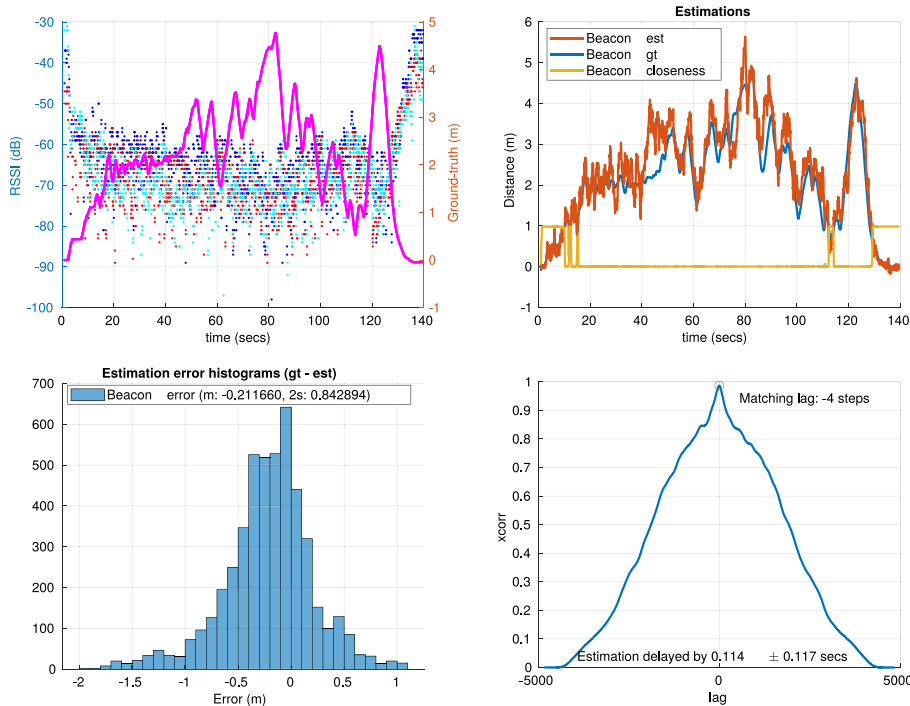 -30
-40
-50
-60
-70
-80
-90
-100
RSSI (dB)
5
4
3
2
1
0
-1
Ground-truth (m)
0 20 40 60 80 100 120 140
time (secs)
Estimations
Beacon est
Beacon gt
Beacon closeness
6
5
4
3
2
1
0
-1
Distance (m)
0 20 40 60 80 100 120 140
time (secs)
Estimation error histograms (gt - est)
Beacon error (m: -0.211660, 2s: 0.842894)
700
600
500
400
300
200
100
0
-2 -1.5 -1 -0.5 0 0.5 1
Error (m)
Matching lag: -4 steps
1
0.9
0.8
0.7
0.6
0.5
0.4
0.3
0.2
0.1
0
xcorr
Estimation delayed by 0.114 ± 0.117 secs
-5000 0 5000
lag